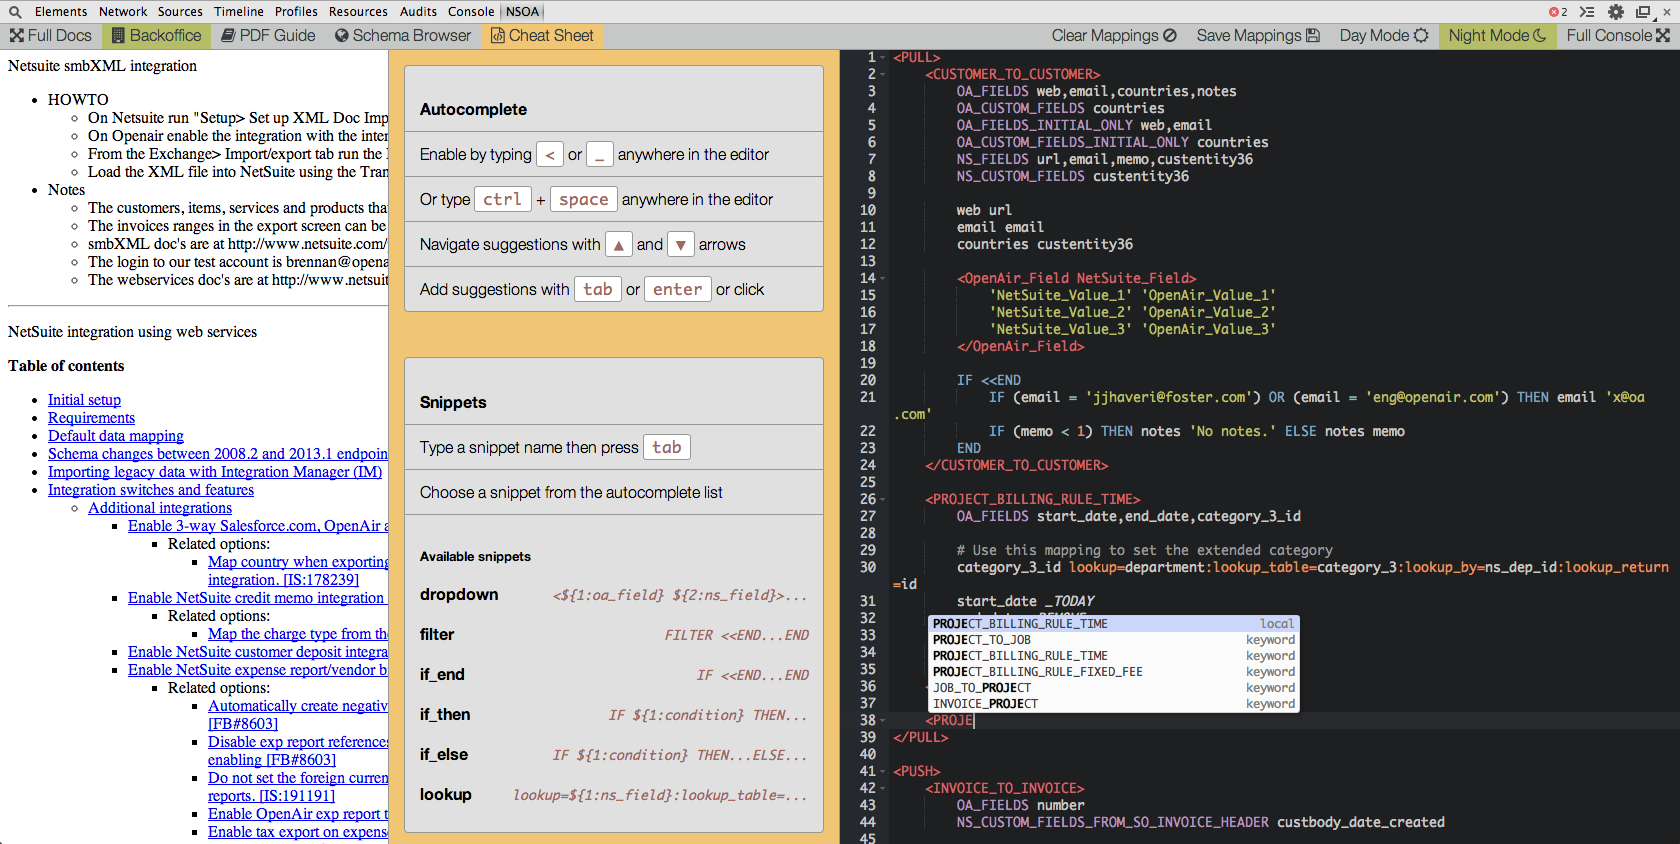 Elements Network Sources Timeline Profiles Resources Audits Console NSOA
2
Full Docs Backoffice PDF Guide Schema Browser Cheat Sheet
Clear Mappings Save Mappings Day Mode Night Mode Full Console
Netsuite smbXML integration
HOWTO
On Netsuite run "Setup> Set up XML Doc Imp
On Openair enable the integration with the inter
From the Exchange> Import/export tab run the
Load the XML file into NetSuite using the Tran
Notes
The customers, items, services and products tha
The invoices ranges in the export screen can be
smbXML doc's are at http://www.netsuite.com/
The login to our test account is brennan@opena
The webservices doc's are at http://www.netsuit
NetSuite integration using web services
Table of contents
Initial setup
Requirements
Default data mapping
Schema changes between 2008.2 and 2013.1 endpoin
Importing legacy data with Integration Manager (IM)
Integration switches and features
Additional integrations
Enable 3-way Salesforce.com, OpenAir a
Related options:
Map country when exporting
integration. [IS:178239]
Enable NetSuite credit memo integration
Related options:
Map the charge type from the
Enable NetSuite customer deposit integra
Enable NetSuite expense report/vendor b
Related options:
Automatically create negativ
[FB#8603]
Disable exp report references
enabling [FB#8603]
Do not set the foreign curren
reports. [IS:191191]
Enable OpenAir exp report t
Enable tax export on expens
Autocomplete
Enable by typing < or _ anywhere in the editor
Or type ctrl + space anywhere in the editor
Navigate suggestions with ▲ and ▼ arrows
Add suggestions with tab or enter or click
Snippets
Type a snippet name then press tab
Choose a snippet from the autocomplete list
Available snippets
dropdown <${1:oa_field} ${2:ns_field}>...
filter FILTER <<END...END
if_end IF <<END...END
if_then IF ${1:condition} THEN...
if_else IF ${1:condition} THEN...ELSE...
lookup lookup=${1:ns_field}:lookup_table=...
1 <PULL>
2 <CUSTOMER_TO_CUSTOMER>
3 OA_FIELDS web,email,countries,notes
4 OA_CUSTOM_FIELDS countries
5 OA_FIELDS_INITIAL_ONLY web,email
6 OA_CUSTOM_FIELDS_INITIAL_ONLY countries
7 NS_FIELDS url,email,memo,custentity36
8 NS_CUSTOM_FIELDS custentity36
9
10 web url
11 email email
12 countries custentity36
13
14 <OpenAir_Field NetSuite_Field>
15 'NetSuite_Value_1' 'OpenAir_Value_1'
16 'NetSuite_Value_2' 'OpenAir_Value_2'
17 'NetSuite_Value_3' 'OpenAir_Value_3'
18 </OpenAir_Field>
19
20 IF <<END
21 IF (email = 'jjhaveri@foster.com') OR (email = 'eng@openair.com') THEN email 'x@oa
.com'
22 IF (memo < 1) THEN notes 'No notes.' ELSE notes memo
23 END
24 </CUSTOMER_TO_CUSTOMER>
25
26 <PROJECT_BILLING_RULE_TIME>
27 OA_FIELDS start_date,end_date,category_3_id
28
29 # Use this mapping to set the extended category
30 category_3_id lookup=department:lookup_table=category_3:lookup_by=ns_dep_id:lookup_return
=id
31 start_date _TODAY
32
33
34
35
36
37
PROJECT_BILLING_RULE_TIME local
PROJECT_TO_JOB keyword
PROJECT_BILLING_RULE_TIME keyword
PROJECT_BILLING_RULE_FIXED_FEE keyword
JOB_TO_PROJECT keyword
INVOICE_PROJECT keyword
38 <PROJE
39 </PULL>
40
41 <PUSH>
42 <INVOICE_TO_INVOICE>
43 OA_FIELDS number
44 NS_CUSTOM_FIELDS_FROM_SO_INVOICE_HEADER custbody_date_created
45